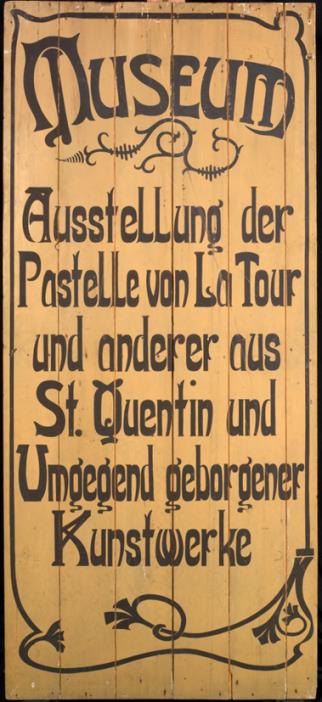 Museum
Ausstellung der
Pastelle von La Tour
und anderer aus
St. Quentin und
Umgegend geborgener
Kunstwerke